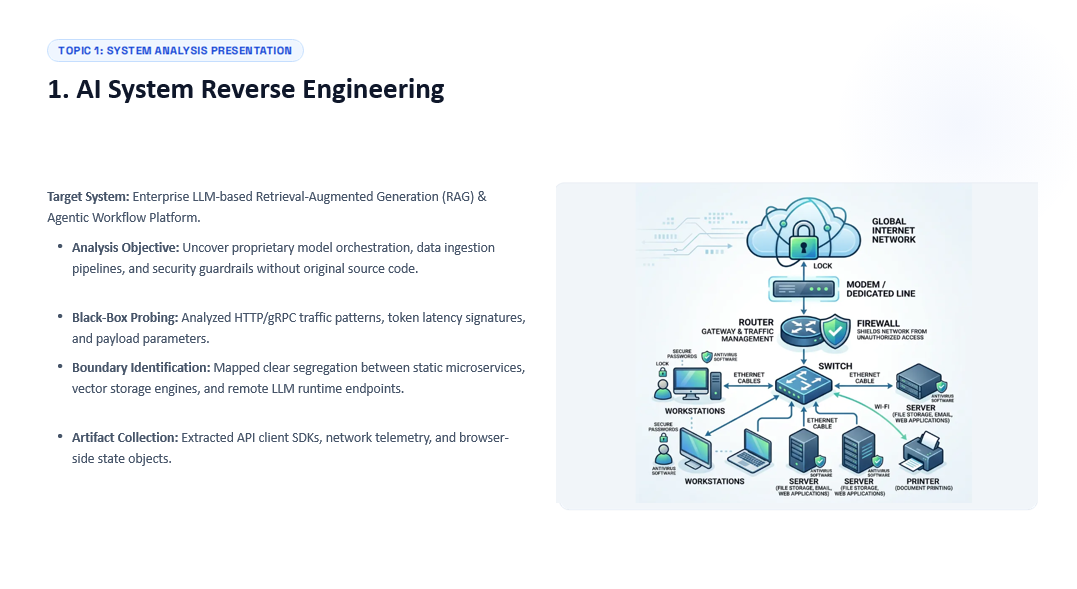 TOPIC 1: SYSTEM ANALYSIS PRESENTATION
1. AI System Reverse Engineering
Target System: Enterprise LLM-based Retrieval-Augmented Generation (RAG) &
Agentic Workflow Platform.
• Analysis Objective: Uncover proprietary model orchestration, data ingestion
pipelines, and security guardrails without original source code.
• Black-Box Probing: Analyzed HTTP/gRPC traffic patterns, token latency signatures,
and payload parameters.
• Boundary Identification: Mapped clear segregation between static microservices,
vector storage engines, and remote LLM runtime endpoints.
• Artifact Collection: Extracted API client SDKs, network telemetry, and browser-
side state objects.
GLOBAL
INTERNET
NETWORK
LOCK
MODEM /
DEDICATED LINE
ROUTER
GATEWAY & TRAFFIC
MANAGEMENT
FIREWALL
SHIELDS NETWORK FROM
UNAUTHORIZED ACCESS
SECURE
PASSWORDS
ANTIVIRUS
SOFTWARE
LOCK
SWITCH
ETHERNET
CABLES
ETHERNET
CABLE
ANTIVIRUS
SOFTWARE
WORKSTATIONS
WI-FI
SERVER
(FILE STORAGE, EMAIL,
WEB APPLICATIONS)
SECURE
PASSWORDS
ETHERNET
CABLE
ANTIVIRUS
SOFTWARE
ANTIVIRUS
SOFTWARE
ANTIVIRUS
SOFTWARE
WORKSTATIONS
SERVER
(FILE STORAGE, EMAIL,
WEB APPLICATIONS)
SERVER
(FILE STORAGE,
WEB APPLICATIONS)
PRINTER
(DOCUMENT PRINTING)